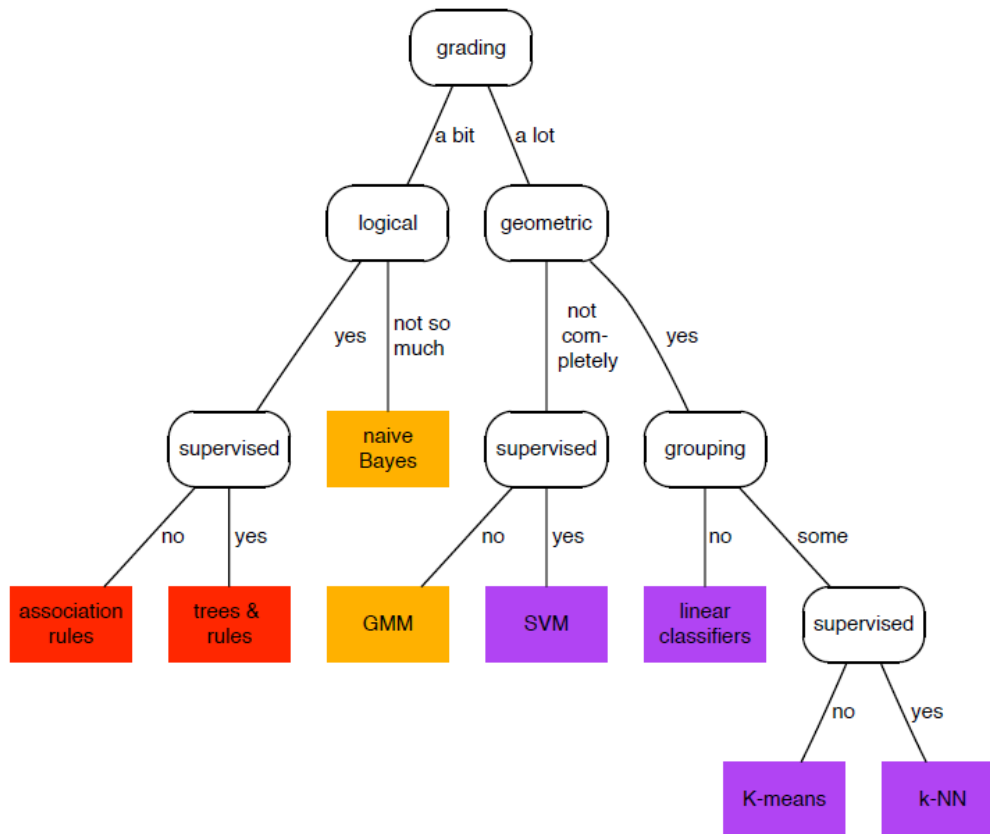 grading
a bit
a lot
logical
geometric
yes
not so
much
not
com-
pletely
yes
supervised
naive
Bayes
supervised
grouping
no
yes
no
yes
no
some
association
rules
trees &
rules
GMM
SVM
linear
classifiers
supervised
no
yes
K-means
k-NN